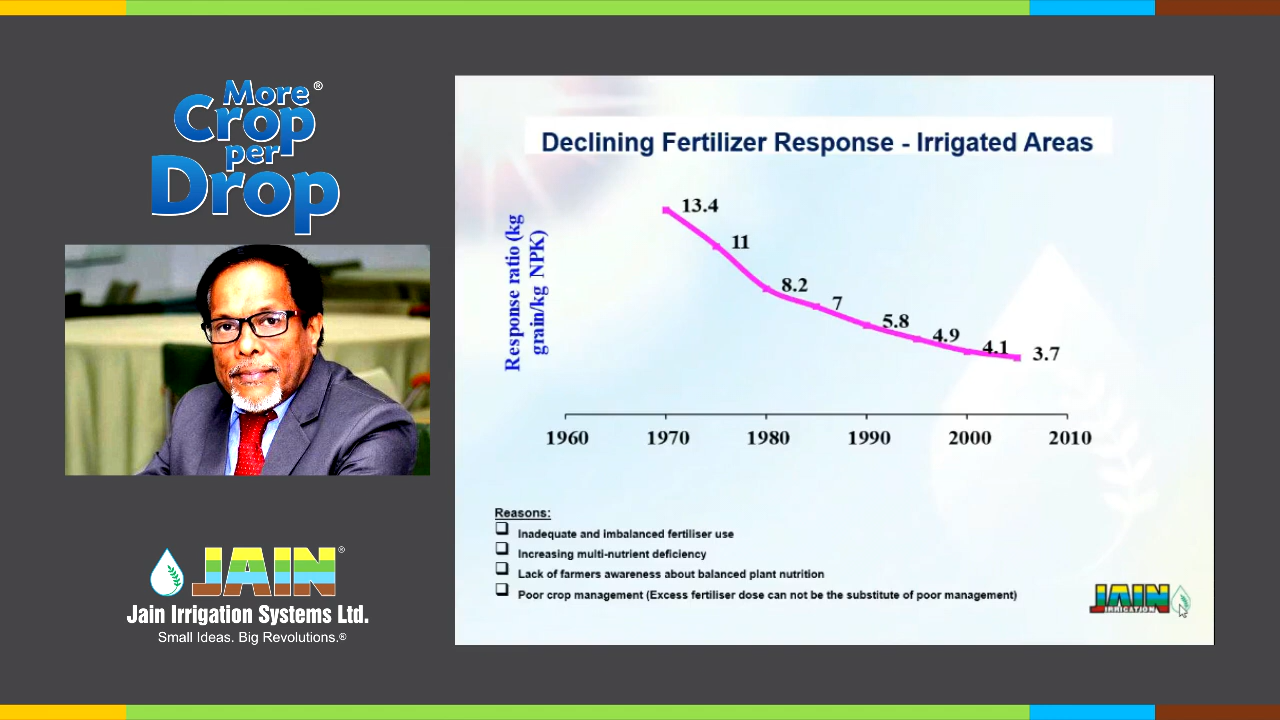 More®
Crop
per
Drop
JAIN®
Jain Irrigation Systems Ltd.
Small Ideas. Big Revolutions.®
Declining Fertilizer Response - Irrigated Areas
Response ratio (kg
grain/kg NPK)
13.4
11
8.2
7
5.8
4.9
4.1
3.7
1960 1970 1980 1990 2000 2010
Reasons:
Inadequate and imbalanced fertiliser use
Increasing multi-nutrient deficiency
Lack of farmers awareness about balanced plant nutrition
Poor crop management (Excess fertiliser dose can not be the substitute of poor management)
JAIN
IRRIGATION